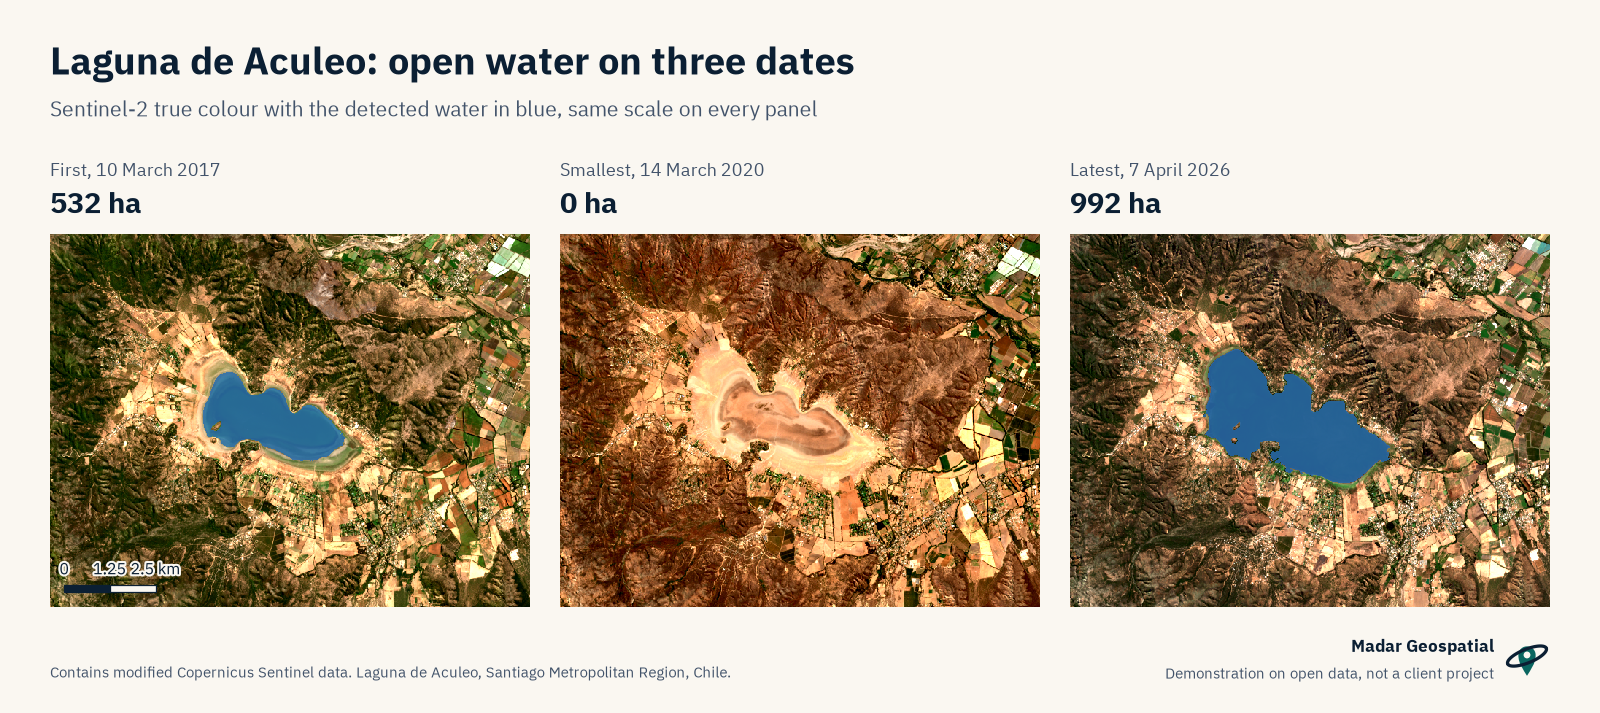 Laguna de Aculeo: open water on three dates
Sentinel-2 true colour with the detected water in blue, same scale on every panel
First, 10 March 2017
532 ha
Smallest, 14 March 2020
0 ha
Latest, 7 April 2026
992 ha
0 1.25 2.5 km
Contains modified Copernicus Sentinel data. Laguna de Aculeo, Santiago Metropolitan Region, Chile.
Madar Geospatial
Demonstration on open data, not a client project